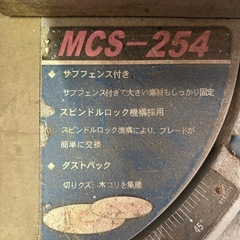 MCS-254
◆ サブフェンス付き
サブフェンス付きで大きい素材もしっかり固定
スピンドルロック機構採用
スピンドルロック機構により、ブレードが
簡単に交換
◆ ダストバック
切りクズ、木コリを集塵
45°